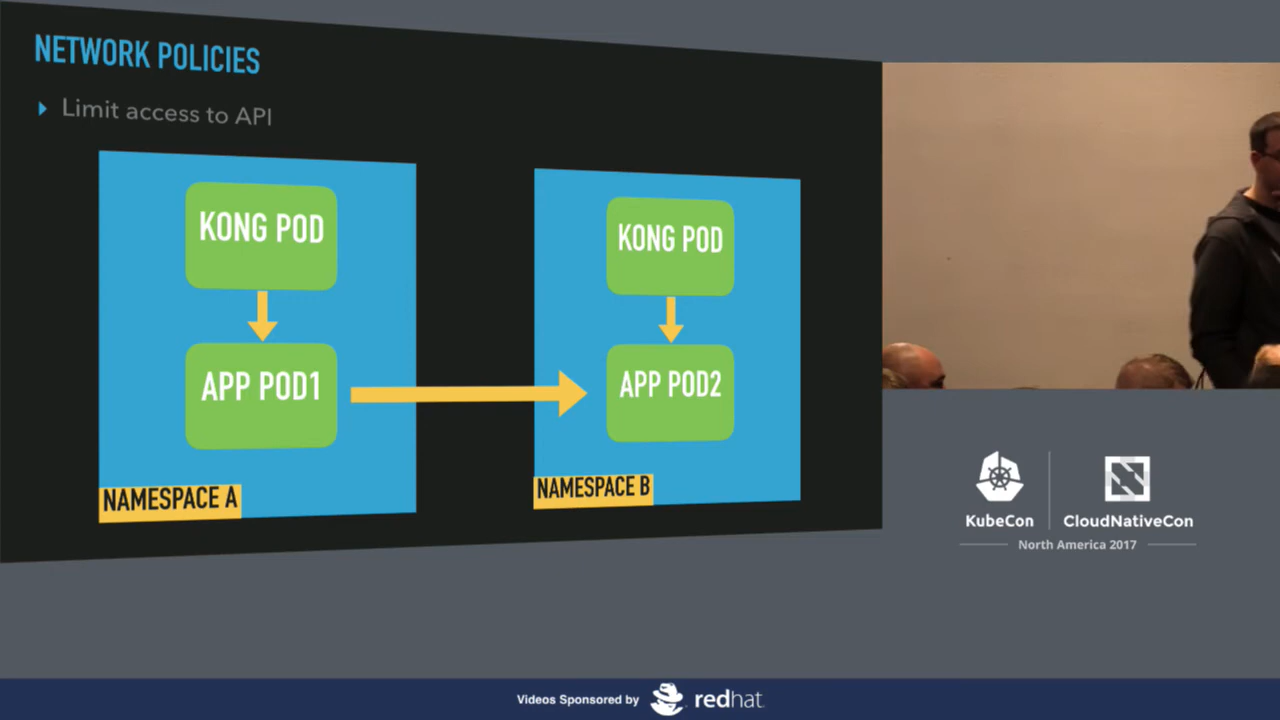 NETWORK POLICIES
Limit access to API
KONG POD
APP POD1
NAMESPACE A
KONG POD
APP POD2
NAMESPACE B
KubeCon
CloudNativeCon
North America 2017
Videos Sponsored by
redhat.